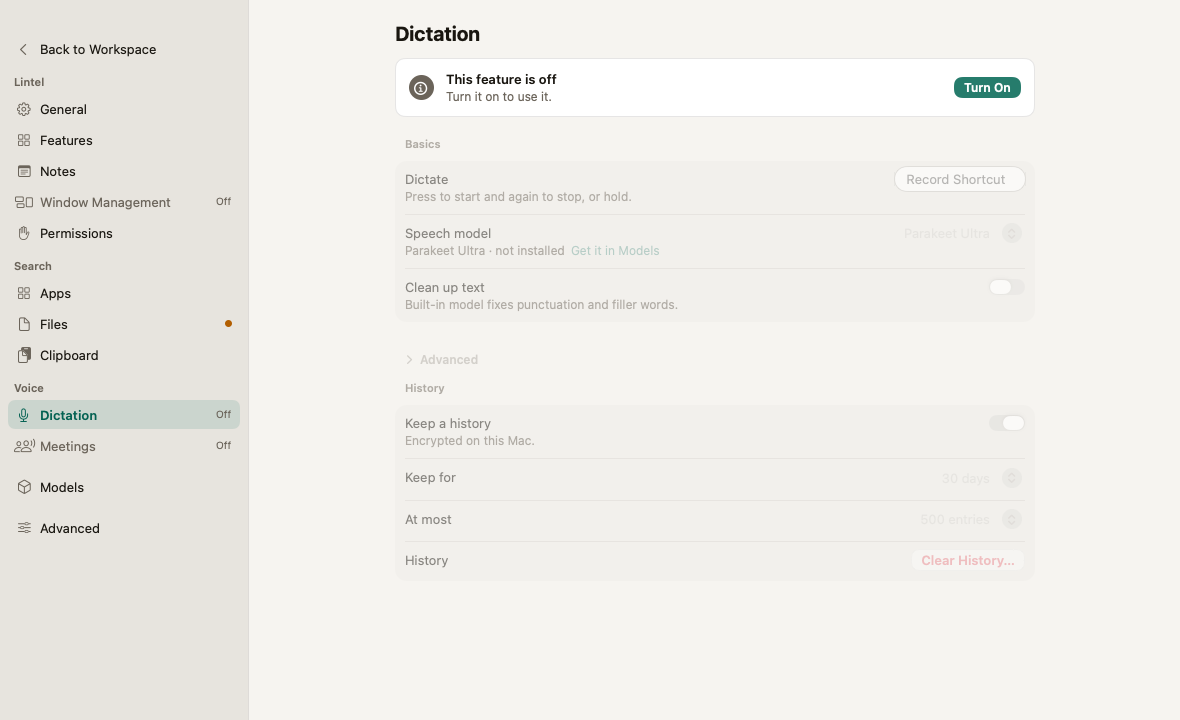 Back to Workspace
Lintel
General
Features
Notes
Window Management Off
Permissions
Search
Apps
Files
Clipboard
Voice
Dictation Off
Meetings Off
Models
Advanced
Dictation
This feature is off
Turn it on to use it.
Turn On
Basics
Dictate
Press to start and again to stop, or hold.
Record Shortcut
Speech model
Parakeet Ultra · not installed Get it in Models
Parakeet Ultra
Clean up text
Built-in model fixes punctuation and filler words.
Advanced
History
Keep a history
Encrypted on this Mac.
Keep for 30 days
At most 500 entries
History Clear History...